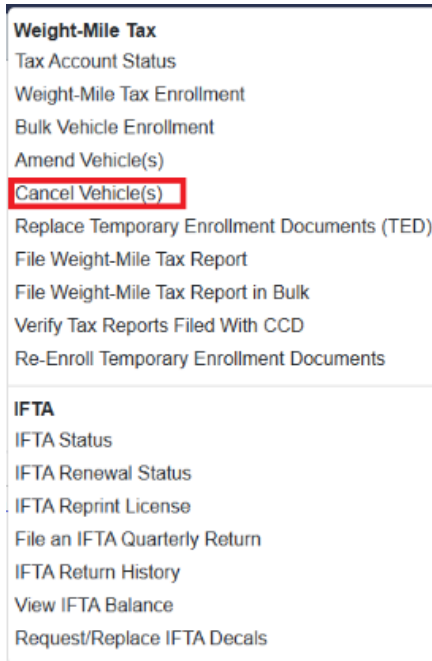 Weight-Mile Tax
Tax Account Status
Weight-Mile Tax Enrollment
Bulk Vehicle Enrollment
Amend Vehicle(s)
Cancel Vehicle(s)
Replace Temporary Enrollment Documents (TED)
File Weight-Mile Tax Report
File Weight-Mile Tax Report in Bulk
Verify Tax Reports Filed With CCD
Re-Enroll Temporary Enrollment Documents
IFTA
IFTA Status
IFTA Renewal Status
IFTA Reprint License
File an IFTA Quarterly Return
IFTA Return History
View IFTA Balance
Request/Replace IFTA Decals